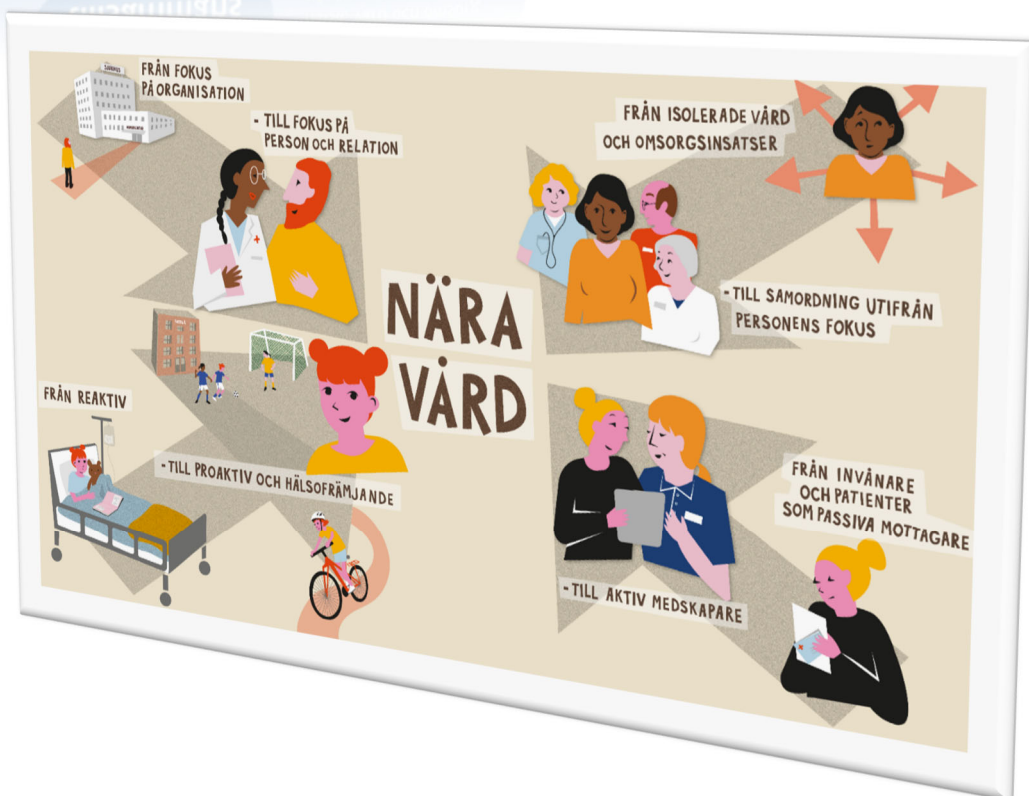 FRÅN FOKUS
PÅ ORGANISATION
- TILL FOKUS PÅ
PERSON OCH RELATION
FRÅN ISOLERADE VÅRD
OCH OMSORGSINSATSER
- TILL SAMORDNING UTIFRÅN
PERSONENS FOKUS
NÄRA
VÅRD
FRÅN REAKTIV
- TILL PROAKTIV OCH HÄLSOFRÄMJANDE
FRÅN INVÅNARE
OCH PATIENTER
SOM PASSIVA MOTTAGARE
- TILL AKTIV MEDSKAPARE